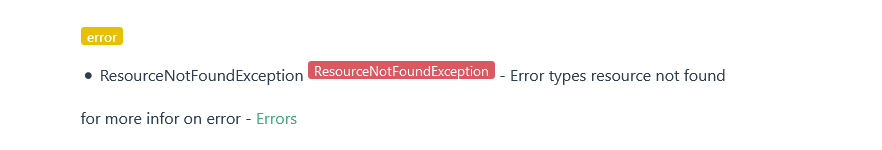 error
• ResourceNotFoundException ResourceNotFoundException - Error types resource not found
for more infor on error - Errors